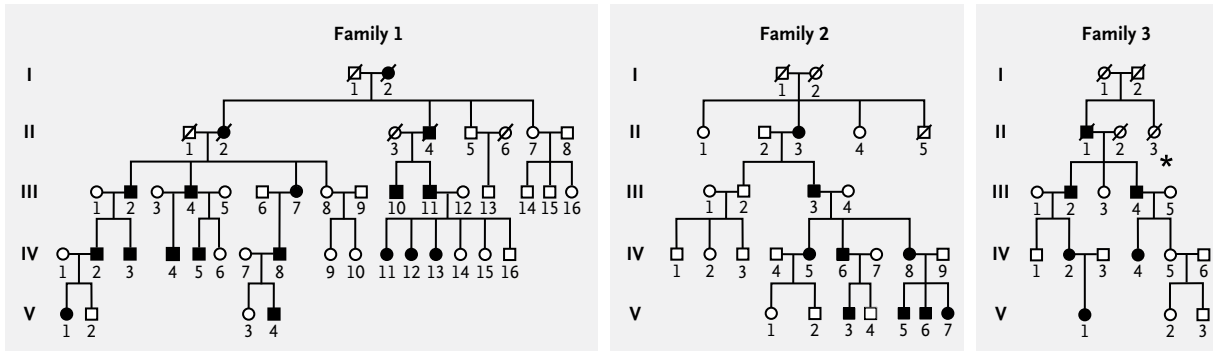 Family 1
Family 2
Family 3
I
1 2
I
1 2
I
1 2
II
1 2 3 4 5 6 7 8
II
1 2 3 4 5
II
1 2 3
*
III
1 2 3 4 5 6 7 8 9 10 11 12 13 14 15 16
III
1 2 3 4
III
1 2 3 4 5
IV
1 2 3 4 5 6 7 8 9 10 11 12 13 14 15 16
IV
1 2 3 4 5 6 7 8 9
IV
1 2 3 4 5 6
V
1 2 3 4
V
1 2 3 4 5 6 7
V
1 2 3